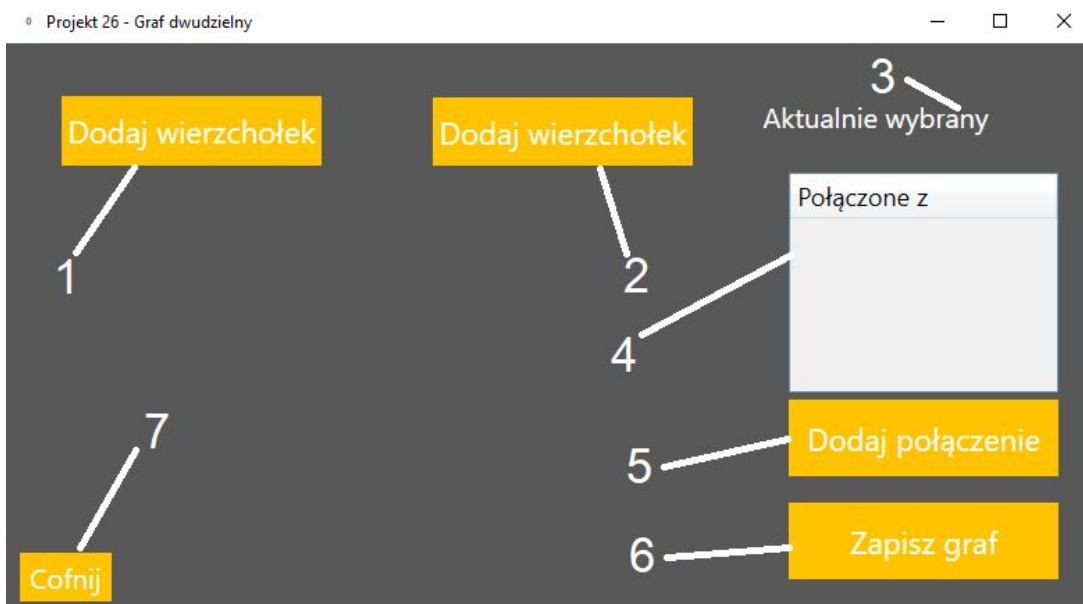 Projekt 26 - Graf dwudzielny
3
Dodaj wierzchołek
Dodaj wierzchołek
Aktualnie wybrany
Połączone z
1
2
4
7
Dodaj połączenie
5
Zapisz graf
6
Cofnij